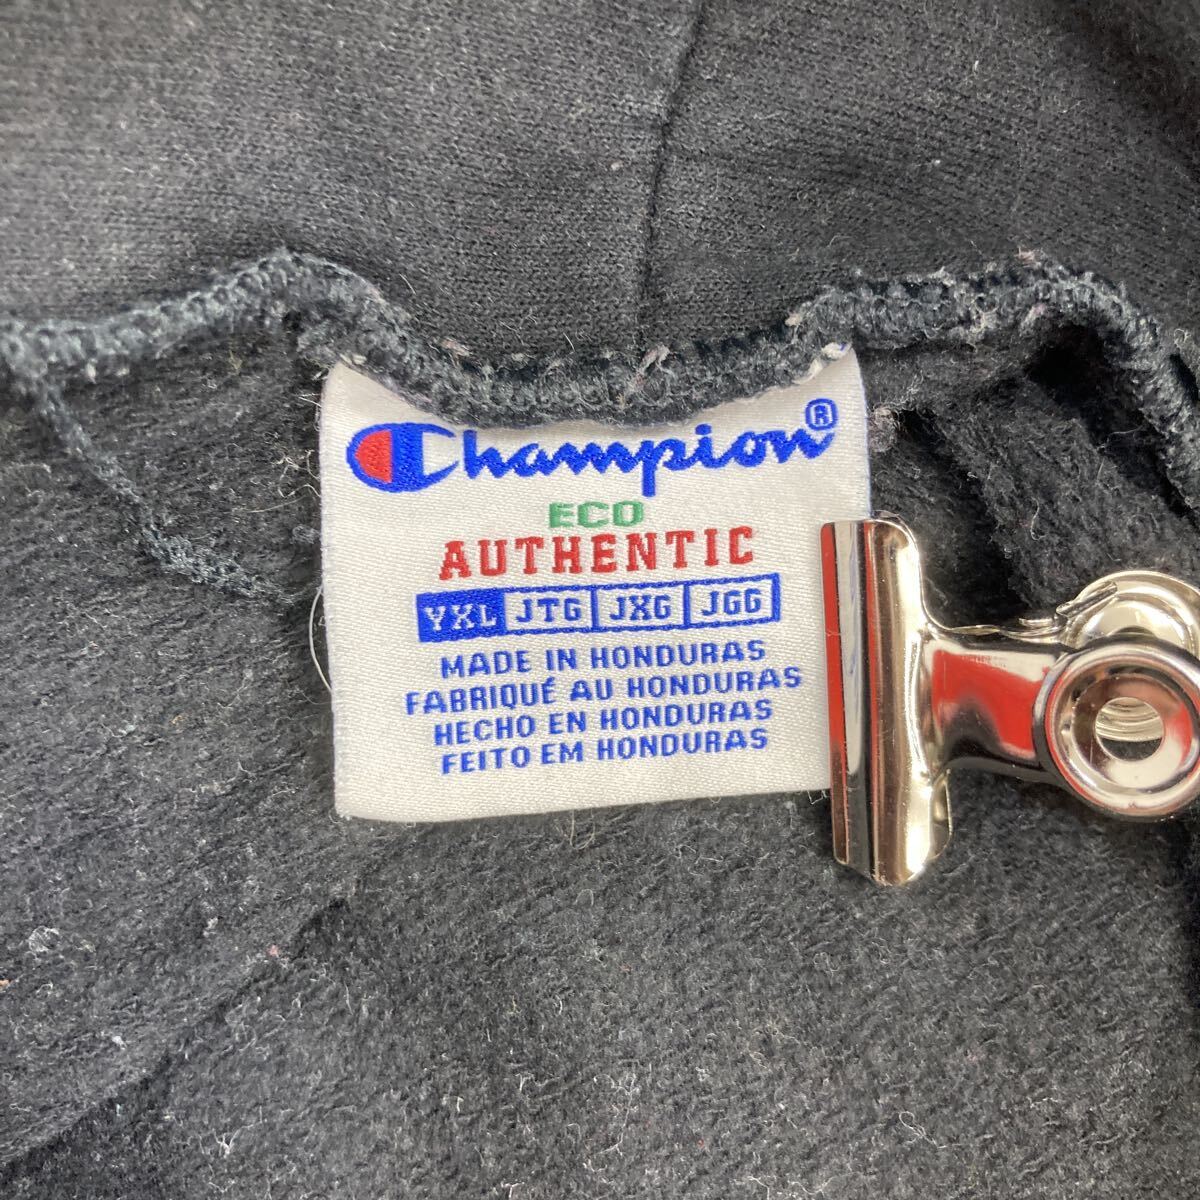 Champion®
ECO
AUTHENTIC
YXL JTG JXG JGG
MADE IN HONDURAS
FABRIQUÉ AU HONDURAS
HECHO EN HONDURAS
FEITO EM HONDURAS